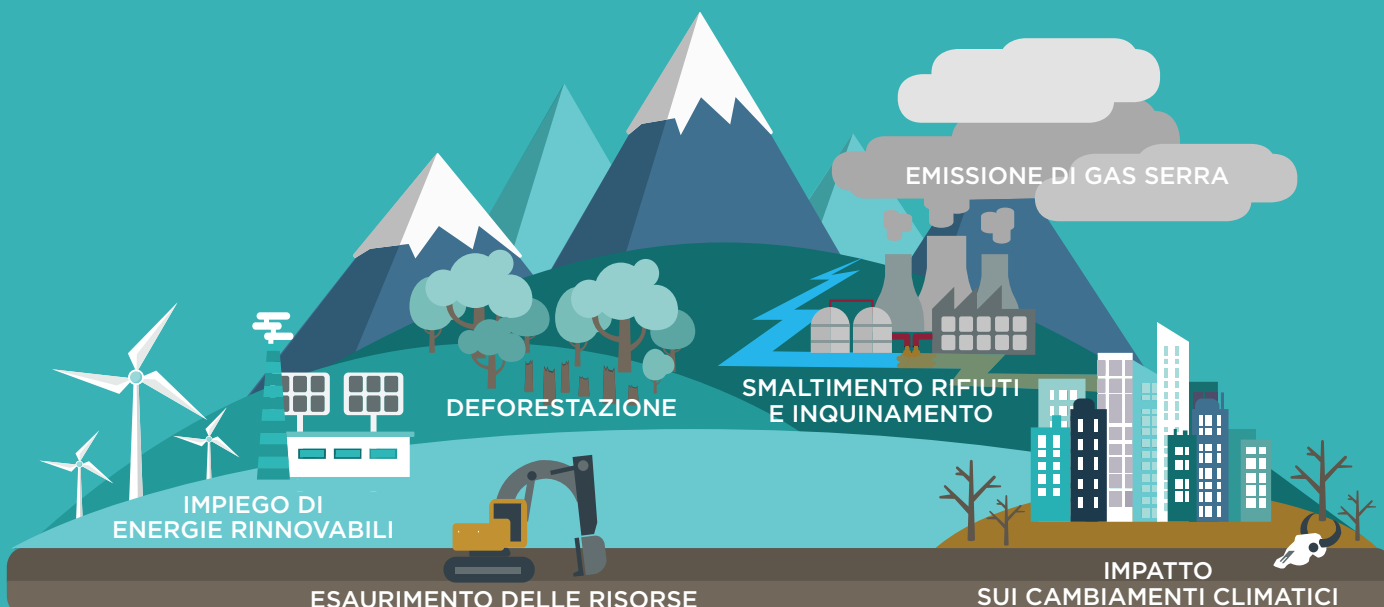 EMISSIONE DI GAS SERRA
SMALTIMENTO RIFIUTI
E INQUINAMENTO
DEFORESTAZIONE
IMPIEGO DI
ENERGIE RINNOVABILI
ESAURIMENTO DELLE RISORSE
IMPATTO
SUI CAMBIAMENTI CLIMATICI